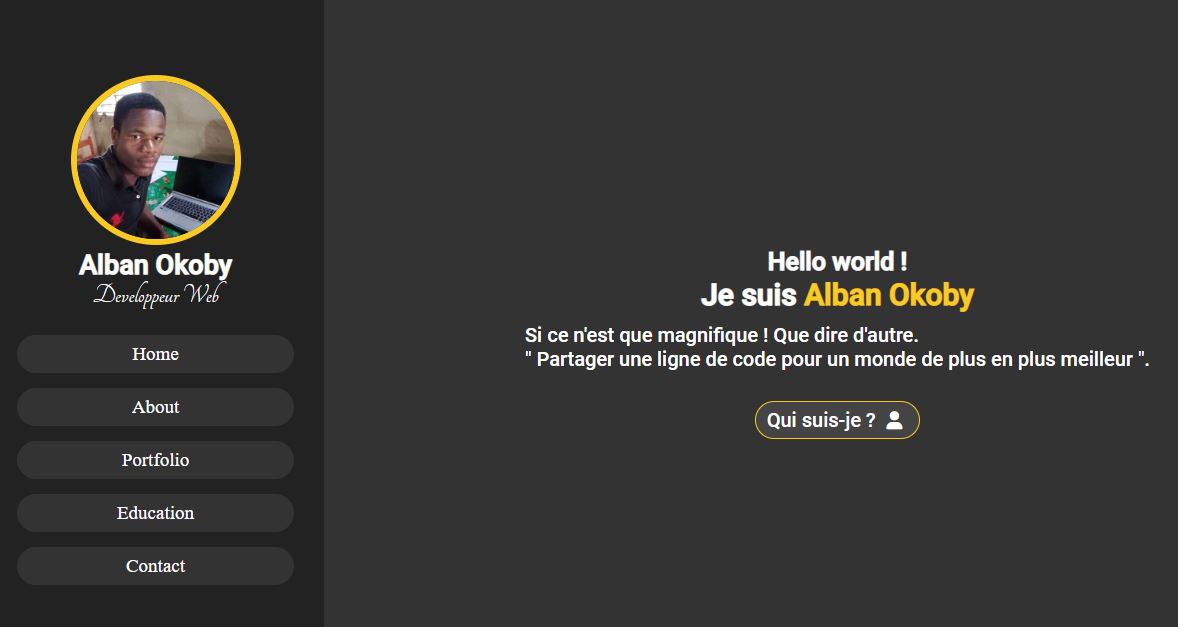 Alban Okoby
Developpeur Web
Home
About
Portfolio
Education
Contact
Hello world !
Je suis Alban Okoby
Si ce n'est que magnifique ! Que dire d'autre.
" Partager une ligne de code pour un monde de plus en plus meilleur ".
Qui suis-je ?